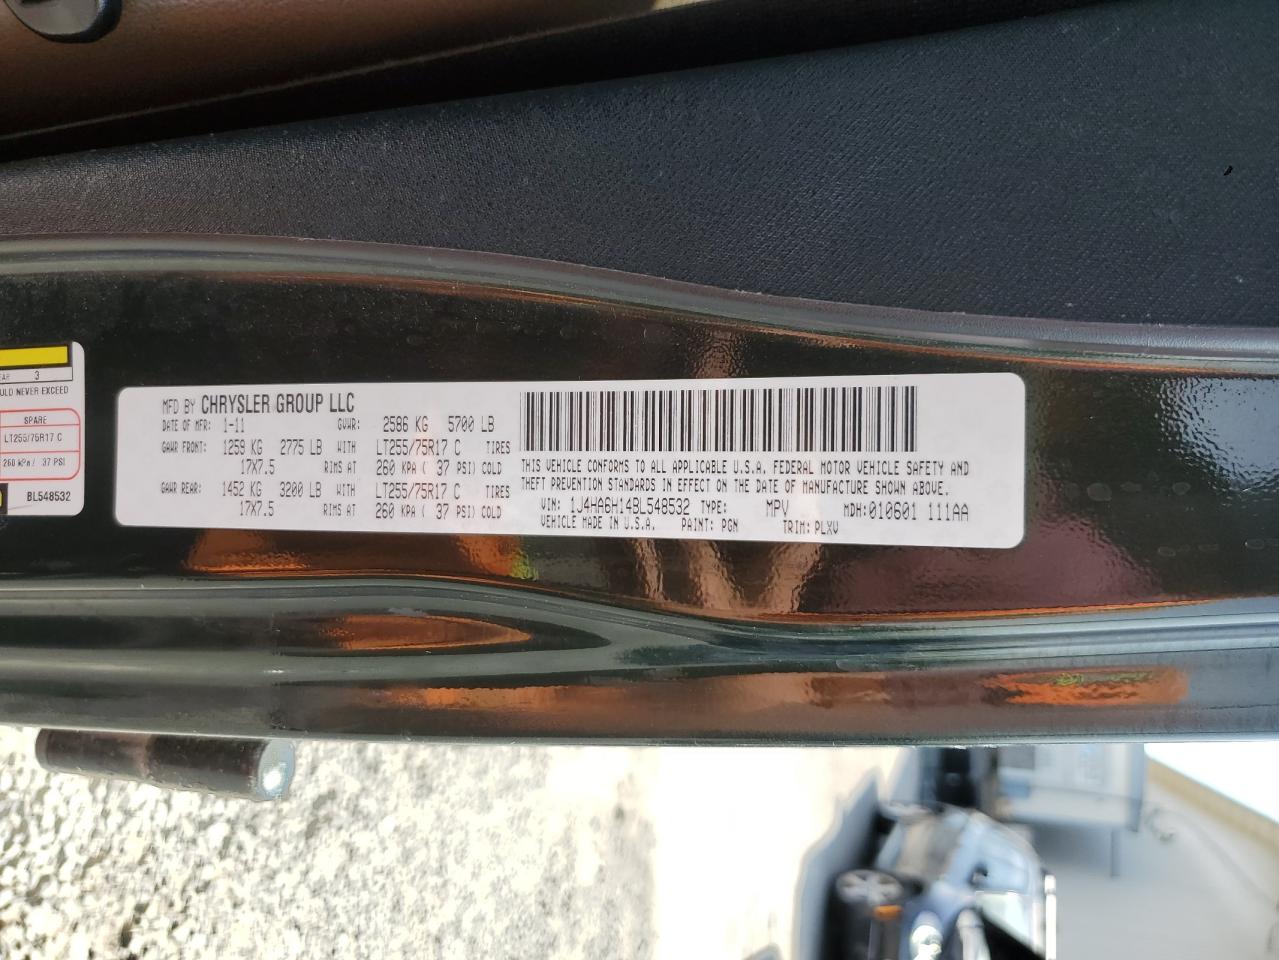 EAR 3
OULD NEVER EXCEED
SPARE
LT255/75R17 C
260 kPa/ 37 PSI
BL548532
MFD BY CHRYSLER GROUP LLC
DATE OF MFR: 1-11 GVWR: 2586 KG 5700 LB
GAWR FRONT: 1259 KG 2775 LB WITH LT255/75R17 C TIRES
17X7.5 RIMS AT 260 KPA ( 37 PSI) COLD
GAWR REAR: 1452 KG 3200 LB WITH LT255/75R17 C TIRES
17X7.5 RIMS AT 260 KPA ( 37 PSI) COLD
THIS VEHICLE CONFORMS TO ALL APPLICABLE U.S.A. FEDERAL MOTOR VEHICLE SAFETY AND
THEFT PREVENTION STANDARDS IN EFFECT ON THE DATE OF MANUFACTURE SHOWN ABOVE.
VIN: 1J4HA6H14BL548532 TYPE: MPV MDH: 010601 111AA
VEHICLE MADE IN U.S.A. PAINT: PGN TRIM: PLXV